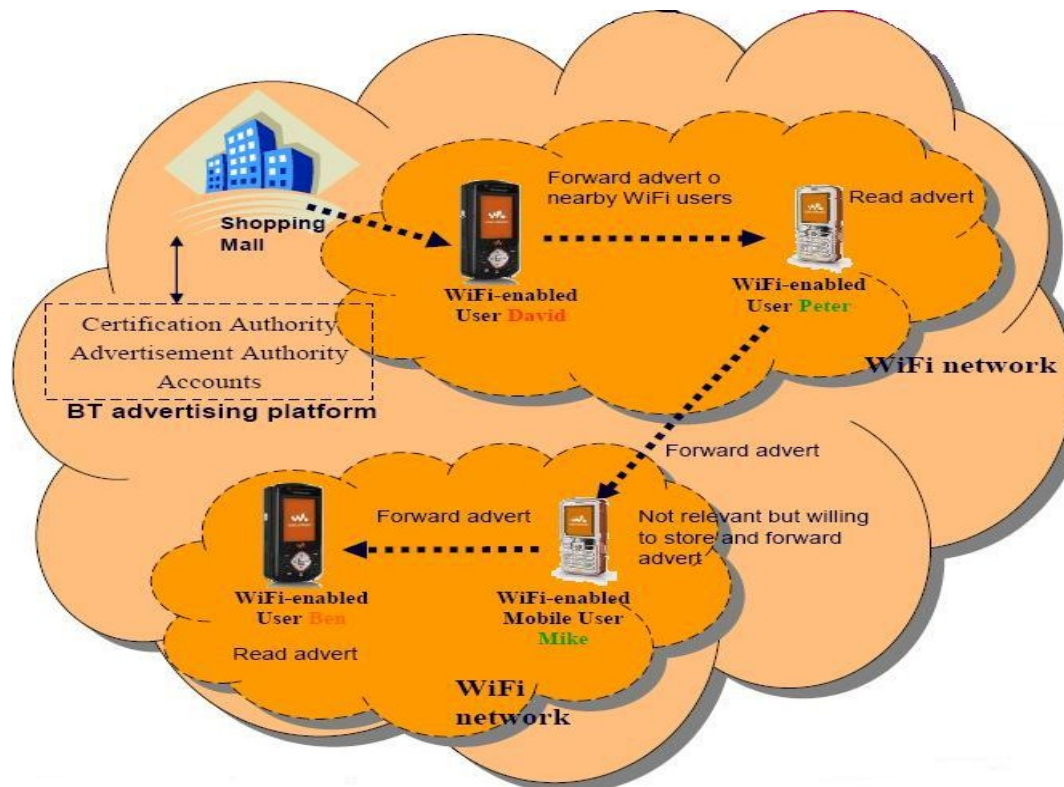 Forward advert o
nearby WiFi users
Read advert
Shopping
Mall
WiFi-enabled
User David
WiFi-enabled
User Peter
Certification Authority
Advertisement Authority
Accounts
BT advertising platform
WiFi network
Forward advert
Forward advert
Not relevant but willing
to store and forward
advert
WiFi-enabled
User Ben
WiFi-enabled
Mobile User
Mike
Read advert
WiFi
network